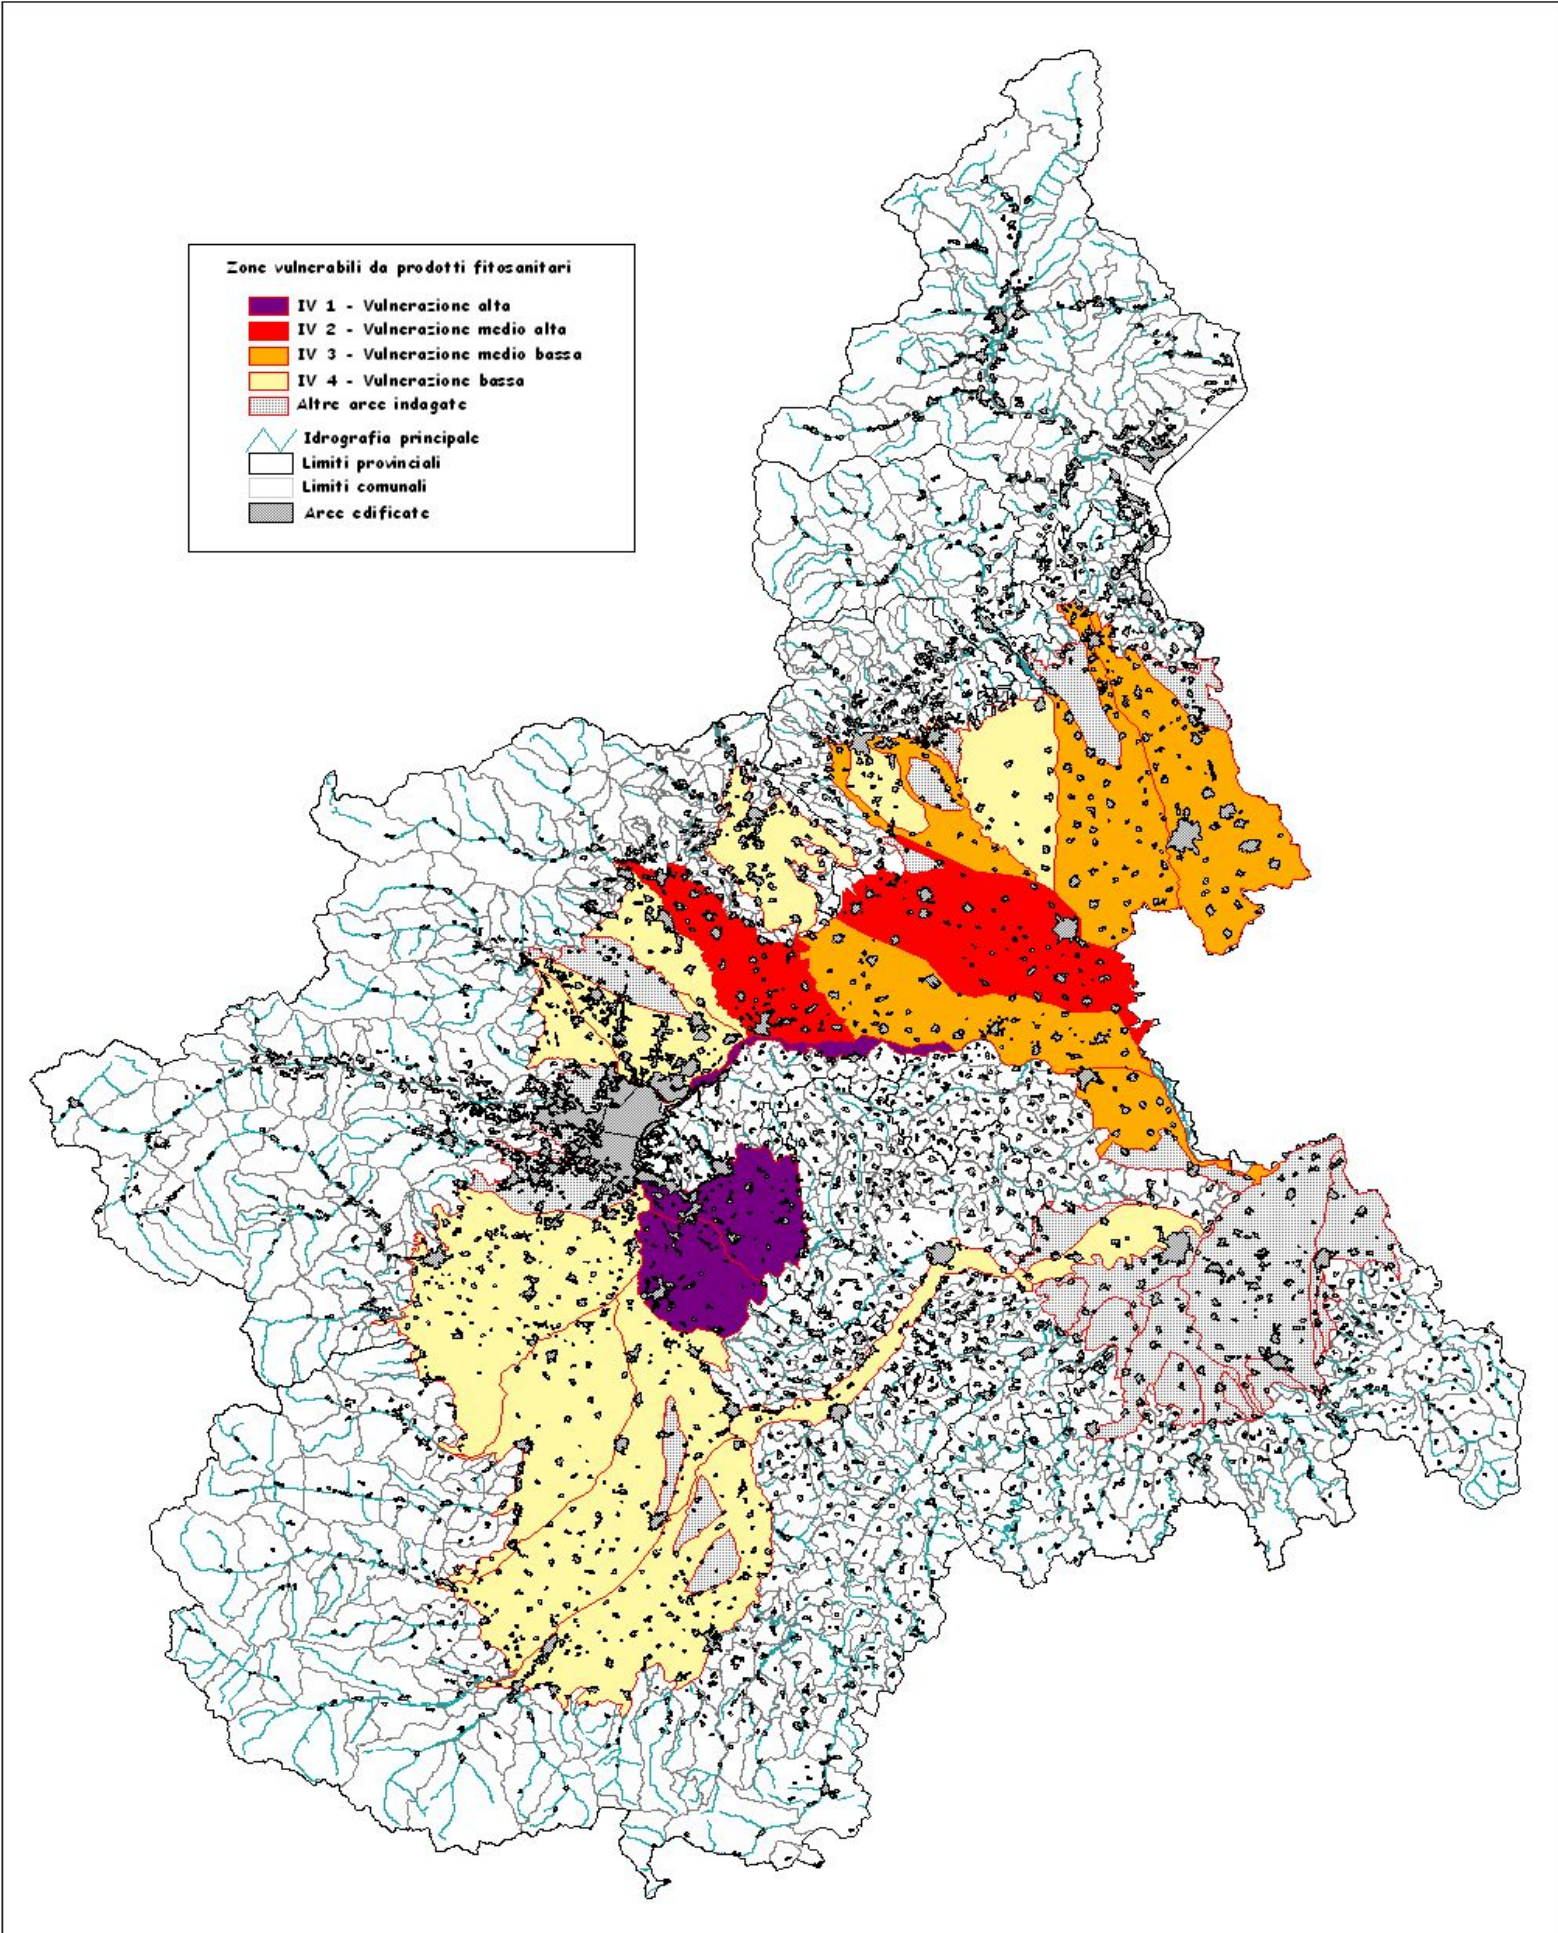 Zone vulnerabili da prodotti fitosanitari
IV 1 - Vulnerazione alta
IV 2 - Vulnerazione medio alta
IV 3 - Vulnerazione medio bassa
IV 4 - Vulnerazione bassa
Altre aree indagate
Idrografia principale
Limiti provinciali
Limiti comunali
Aree edificate